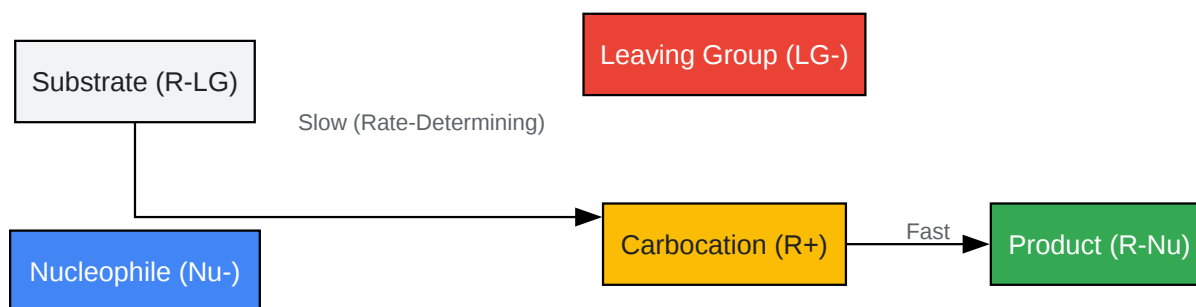 Substrate (R-LG)
Leaving Group (LG-)
Slow (Rate-Determining)
Nucleophile (Nu-)
Carbocation (R+)
Fast
Product (R-Nu)